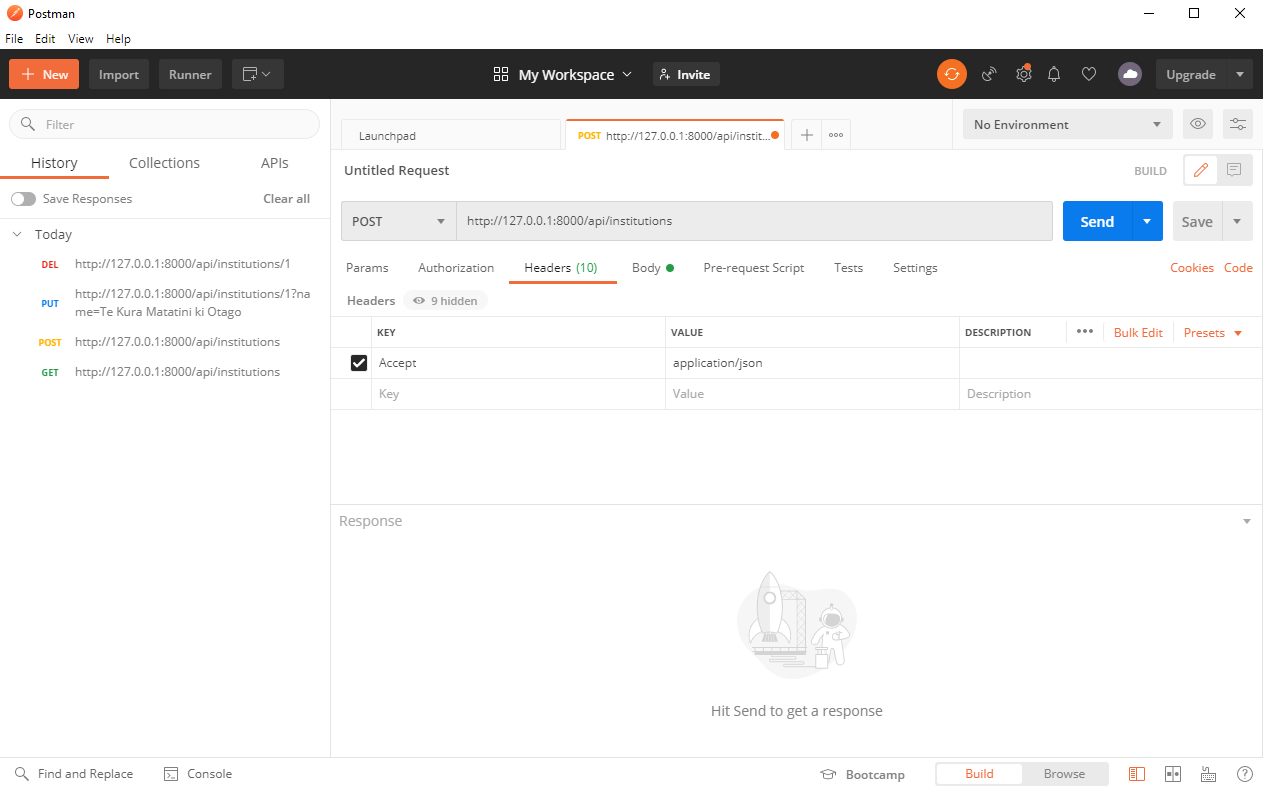 Postman
File Edit View Help
New Import Runner My Workspace Invite Upgrade
Filter
History Collections APIs
Save Responses Clear all
Today
DEL http://127.0.0.1:8000/api/institutions/1
PUT http://127.0.0.1:8000/api/institutions/1?na
me=Te Kura Matatini ki Otago
POST http://127.0.0.1:8000/api/institutions
GET http://127.0.0.1:8000/api/institutions
Launchpad POST http://127.0.0.1:8000/api/instit... No Environment
Untitled Request BUILD
POST http://127.0.0.1:8000/api/institutions Send Save
Params Authorization Headers (10) Body Pre-request Script Tests Settings Cookies Code
Headers 9 hidden
KEY VALUE DESCRIPTION Bulk Edit Presets
Accept application/json
Key Value Description
Response
Hit Send to get a response
Find and Replace Console Bootcamp Build Browse